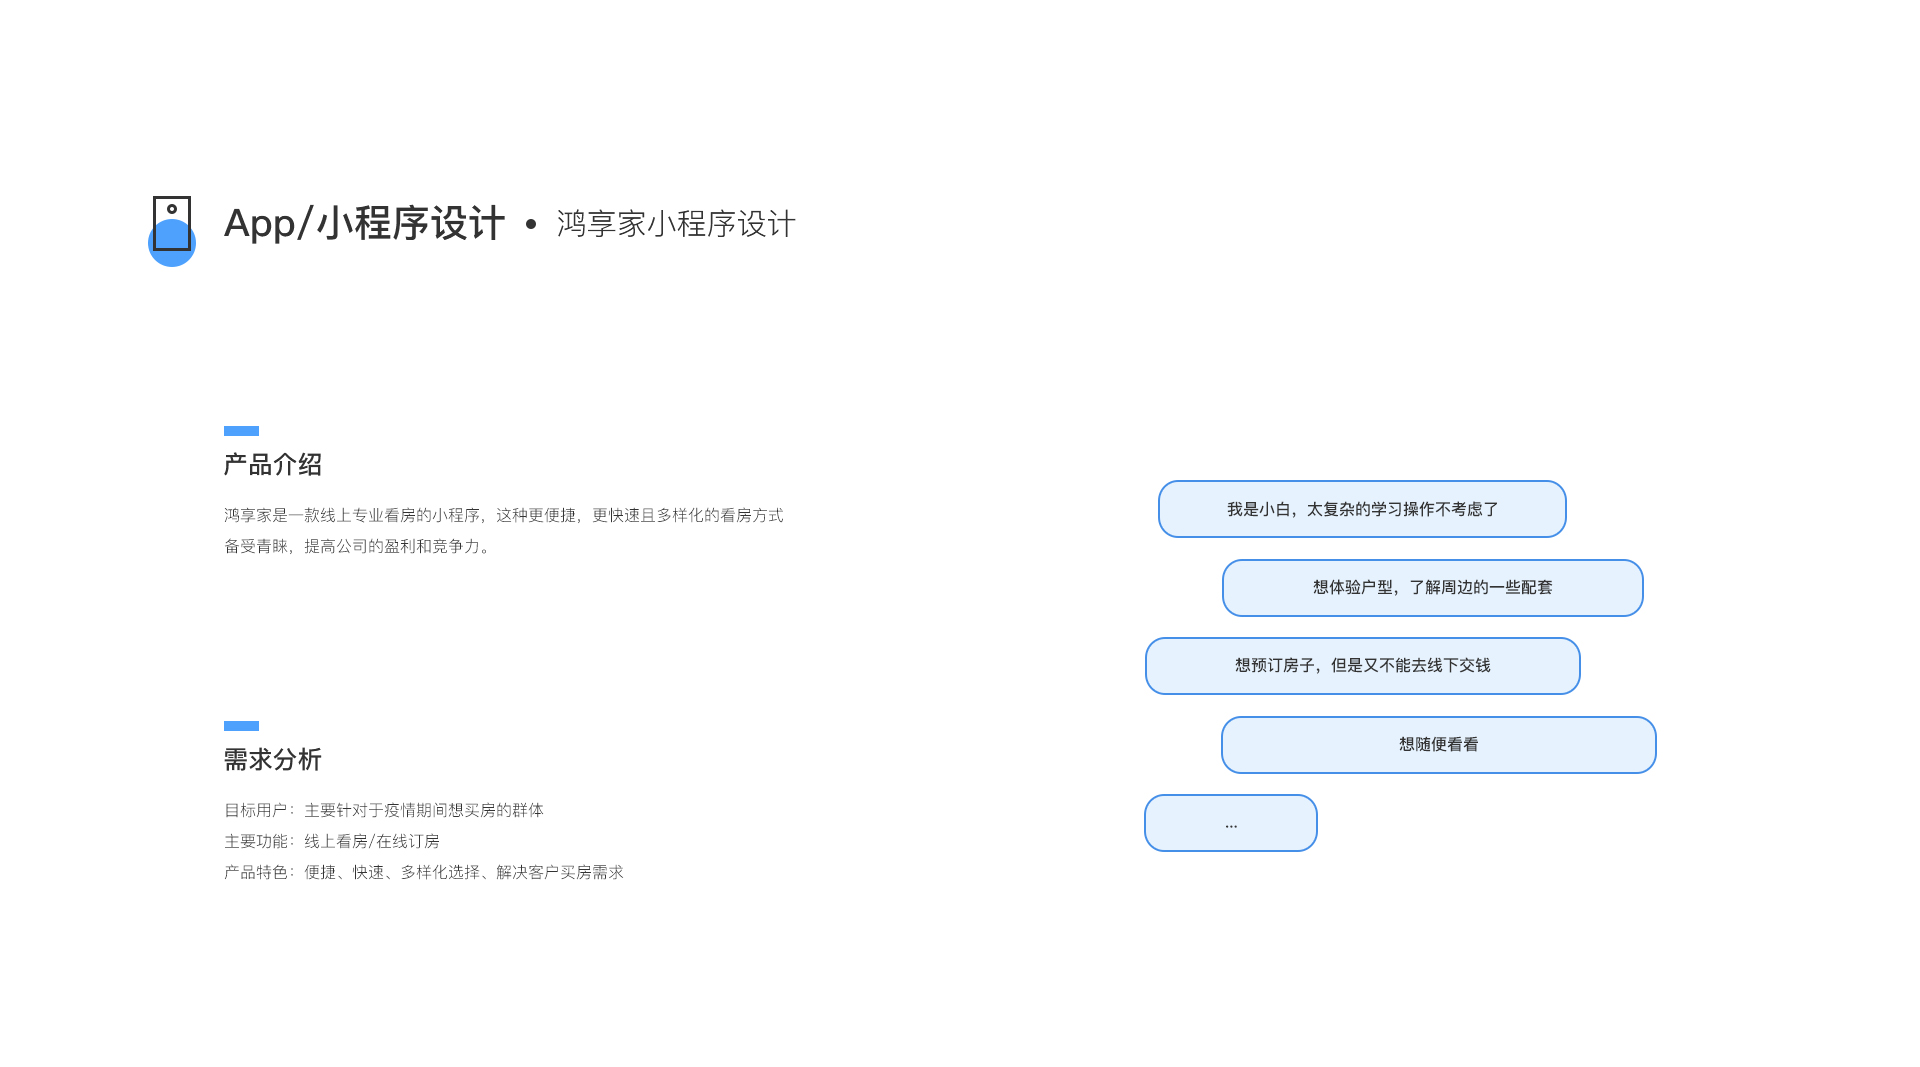 App/小程序设计 • 鸿享家小程序设计
产品介绍
鸿享家是一款线上专业看房的小程序，这种更便捷，更快速且多样化的看房方式
备受青睐，提高公司的盈利和竞争力。
需求分析
目标用户：主要针对于疫情期间想买房的群体
主要功能：线上看房/在线订房
产品特色：便捷、快速、多样化选择、解决客户买房需求
我是小白，太复杂的学习操作不考虑了
想体验户型，了解周边的一些配套
想预订房子，但是又不能去线下交钱
想随便看看
...